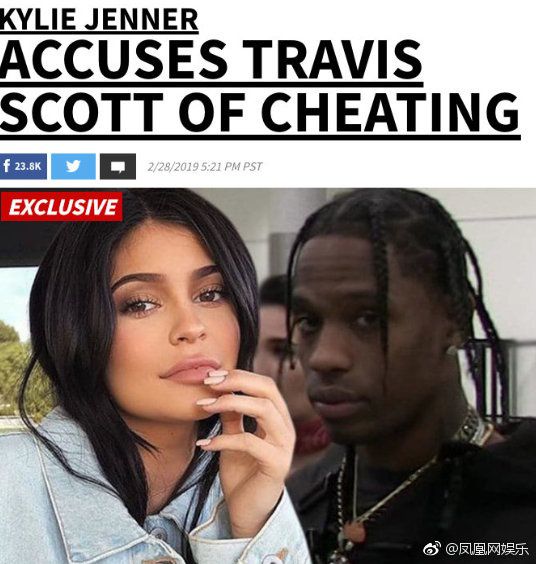 KYLIE JENNER
ACCUSES TRAVIS
SCOTT OF CHEATING
f 23.8K
2/28/2019 5:21 PM PST
EXCLUSIVE
@凤凰网娱乐